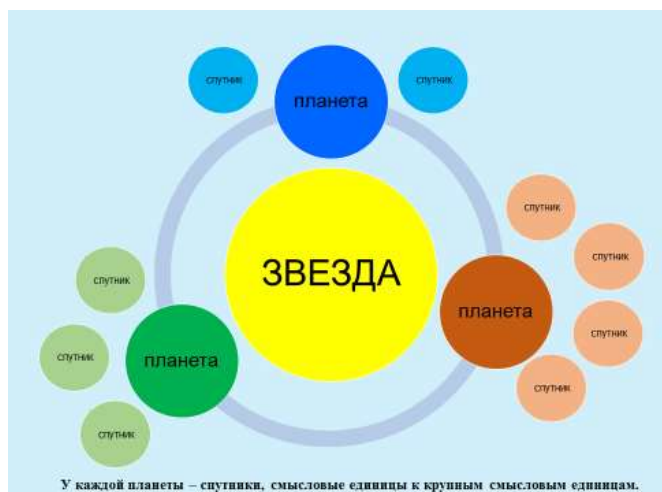 спутник
спутник
планета
спутник
ЗВЕЗДА
спутник
спутник
планета
спутник
планета
спутник
спутник
спутник
У каждой планеты – спутники, смысловые единицы к крупным смысловым единицам.